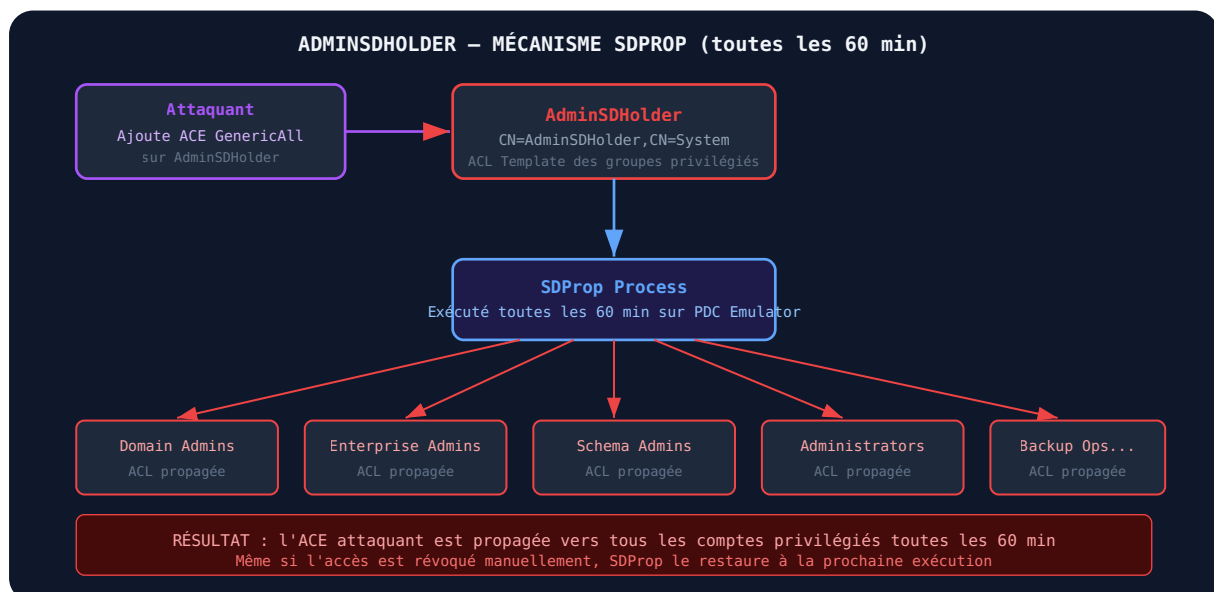 ADMINSDHOLDER — MÉCANISME SDPROP (toutes les 60 min)
Attaquant
Ajoute ACE GenericAll
sur AdminSDHolder
AdminSDHolder
CN=AdminSDHolder,CN=System
ACL Template des groupes privilégiés
SDProp Process
Exécuté toutes les 60 min sur PDC Emulator
Domain Admins
ACL propagée
Enterprise Admins
ACL propagée
Schema Admins
ACL propagée
Administrators
ACL propagée
Backup Ops...
ACL propagée
RÉSULTAT : l'ACE attaquant est propagée vers tous les comptes privilégiés toutes les 60 min
Même si l'accès est révoqué manuellement, SDProp le restaure à la prochaine exécution